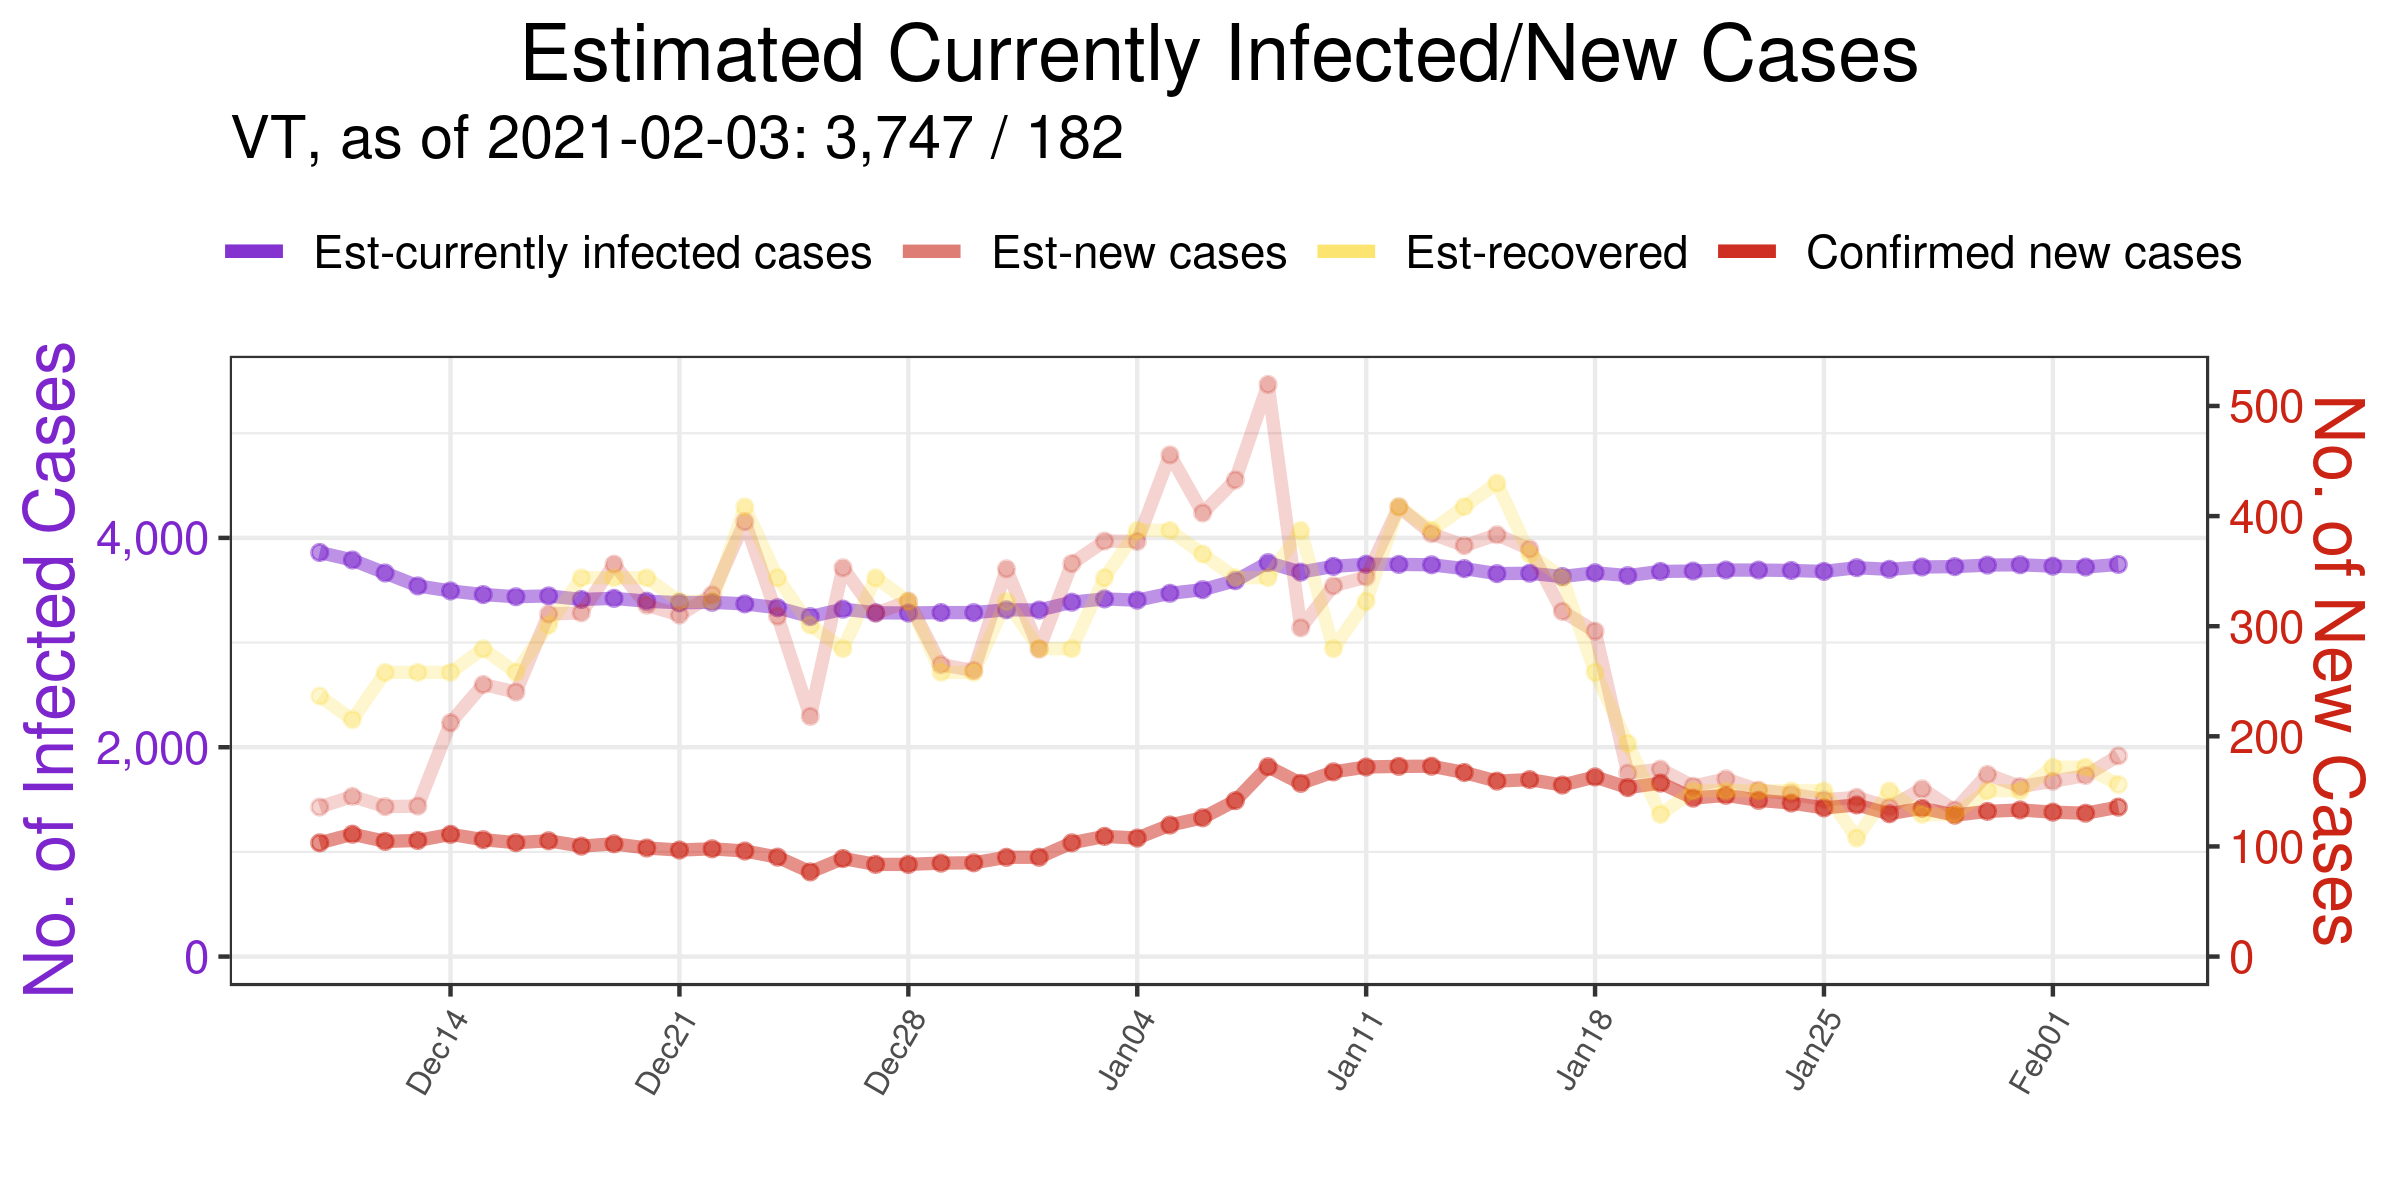 Estimated Currently Infected/New Cases
VT, as of 2021-02-03: 3,747 / 182
Est-currently infected cases Est-new cases Est-recovered Confirmed new cases
No. of Infected Cases
4,000
2,000
0
No. of New Cases
500
400
300
200
100
0
Dec14 Dec21 Dec28 Jan04 Jan11 Jan18 Jan25 Feb01